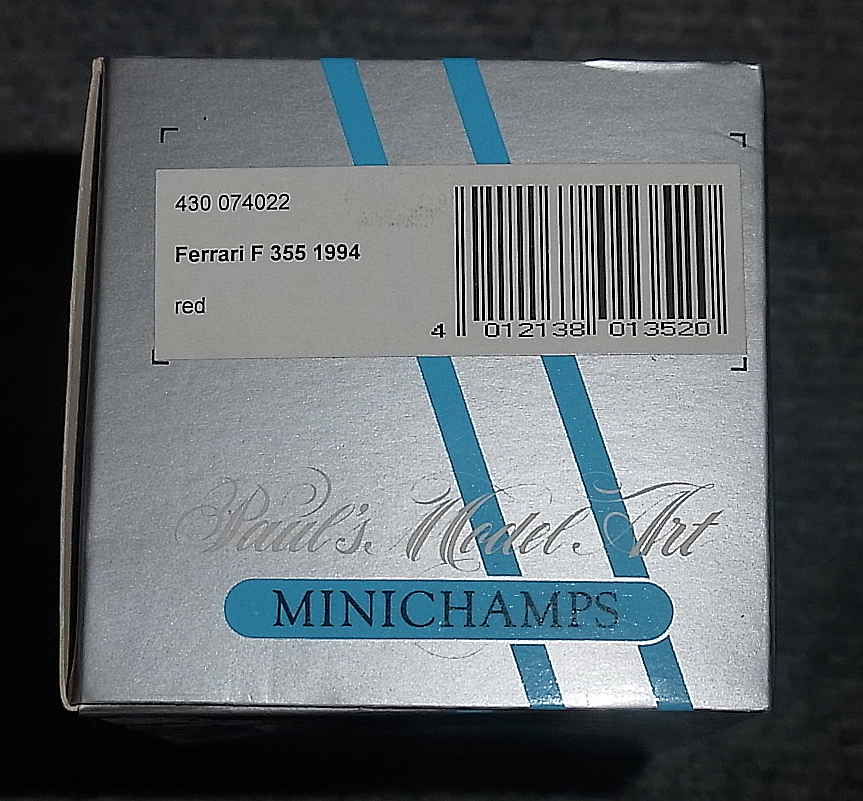 430 074022
Ferrari F 355 1994
red
4 012138 013520
Paul's Model Art
MINICHAMPS